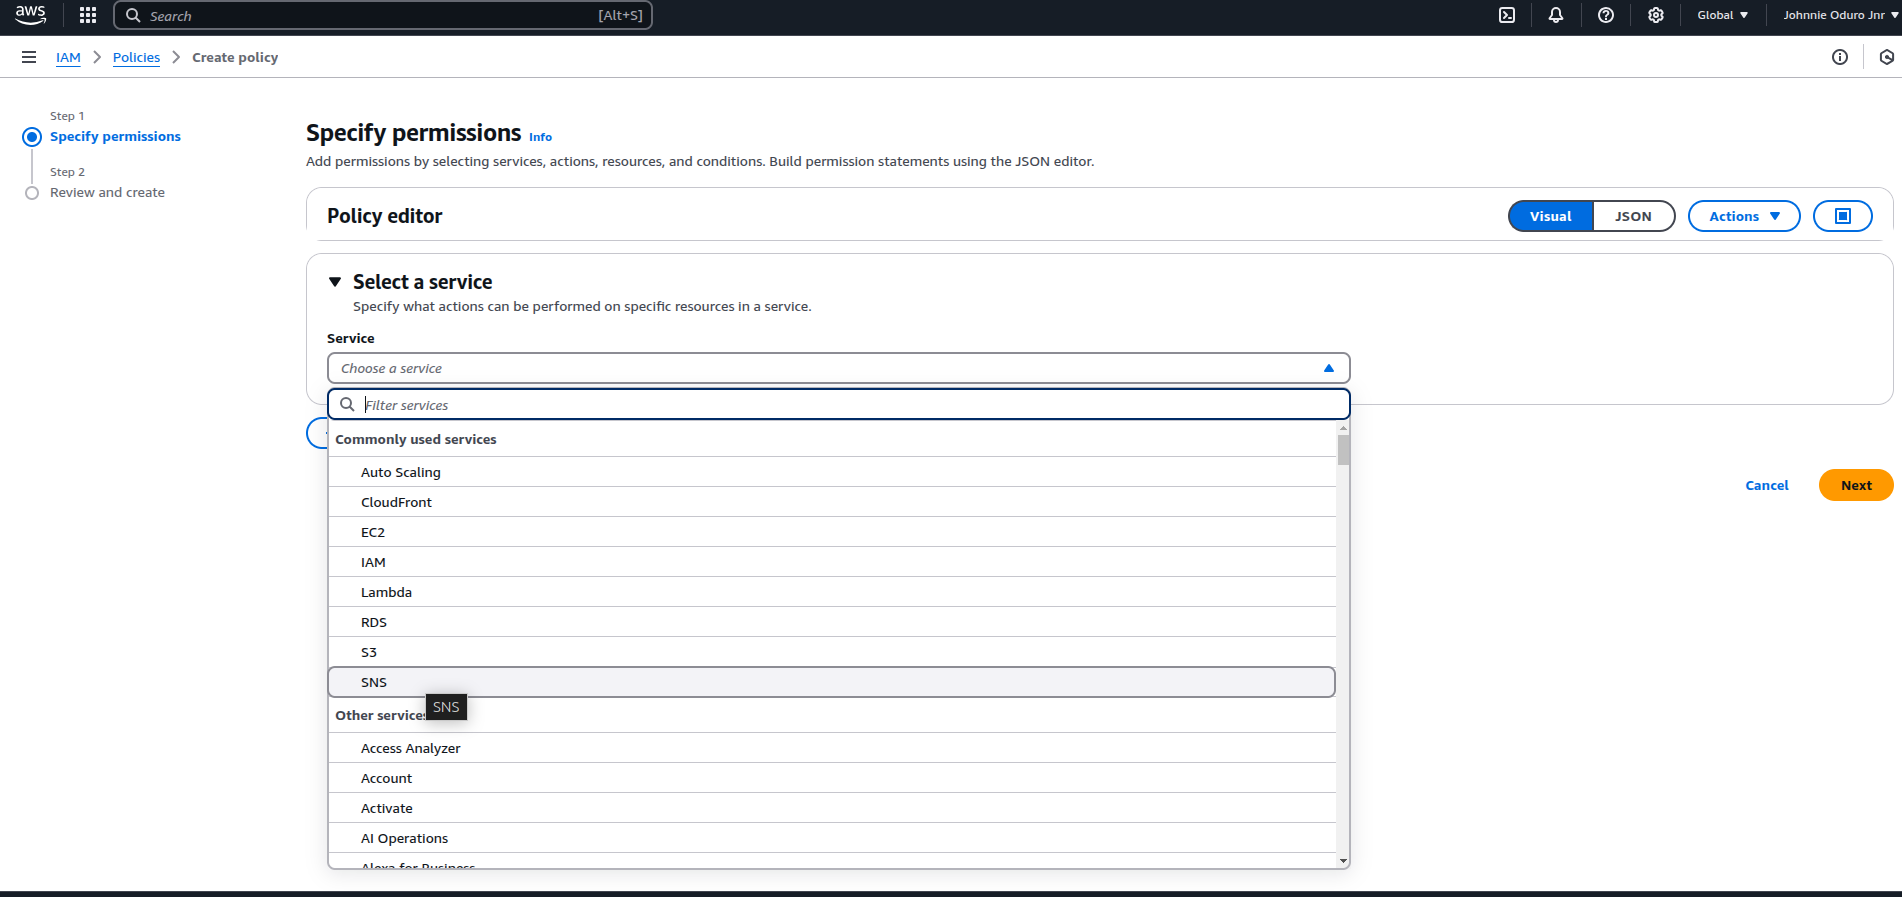 aws
Search
[Alt+S]
Global
Johnnie Oduro Jnr
IAM
Policies
Create policy
Step 1
Specify permissions
Step 2
Review and create
Specify permissions Info
Add permissions by selecting services, actions, resources, and conditions. Build permission statements using the JSON editor.
Policy editor
Visual
JSON
Actions
Select a service
Specify what actions can be performed on specific resources in a service.
Service
Choose a service
Filter services
Commonly used services
Auto Scaling
CloudFront
EC2
IAM
Lambda
RDS
S3
SNS
SNS
Other services
Access Analyzer
Account
Activate
AI Operations
Alexa for Business
Cancel
Next